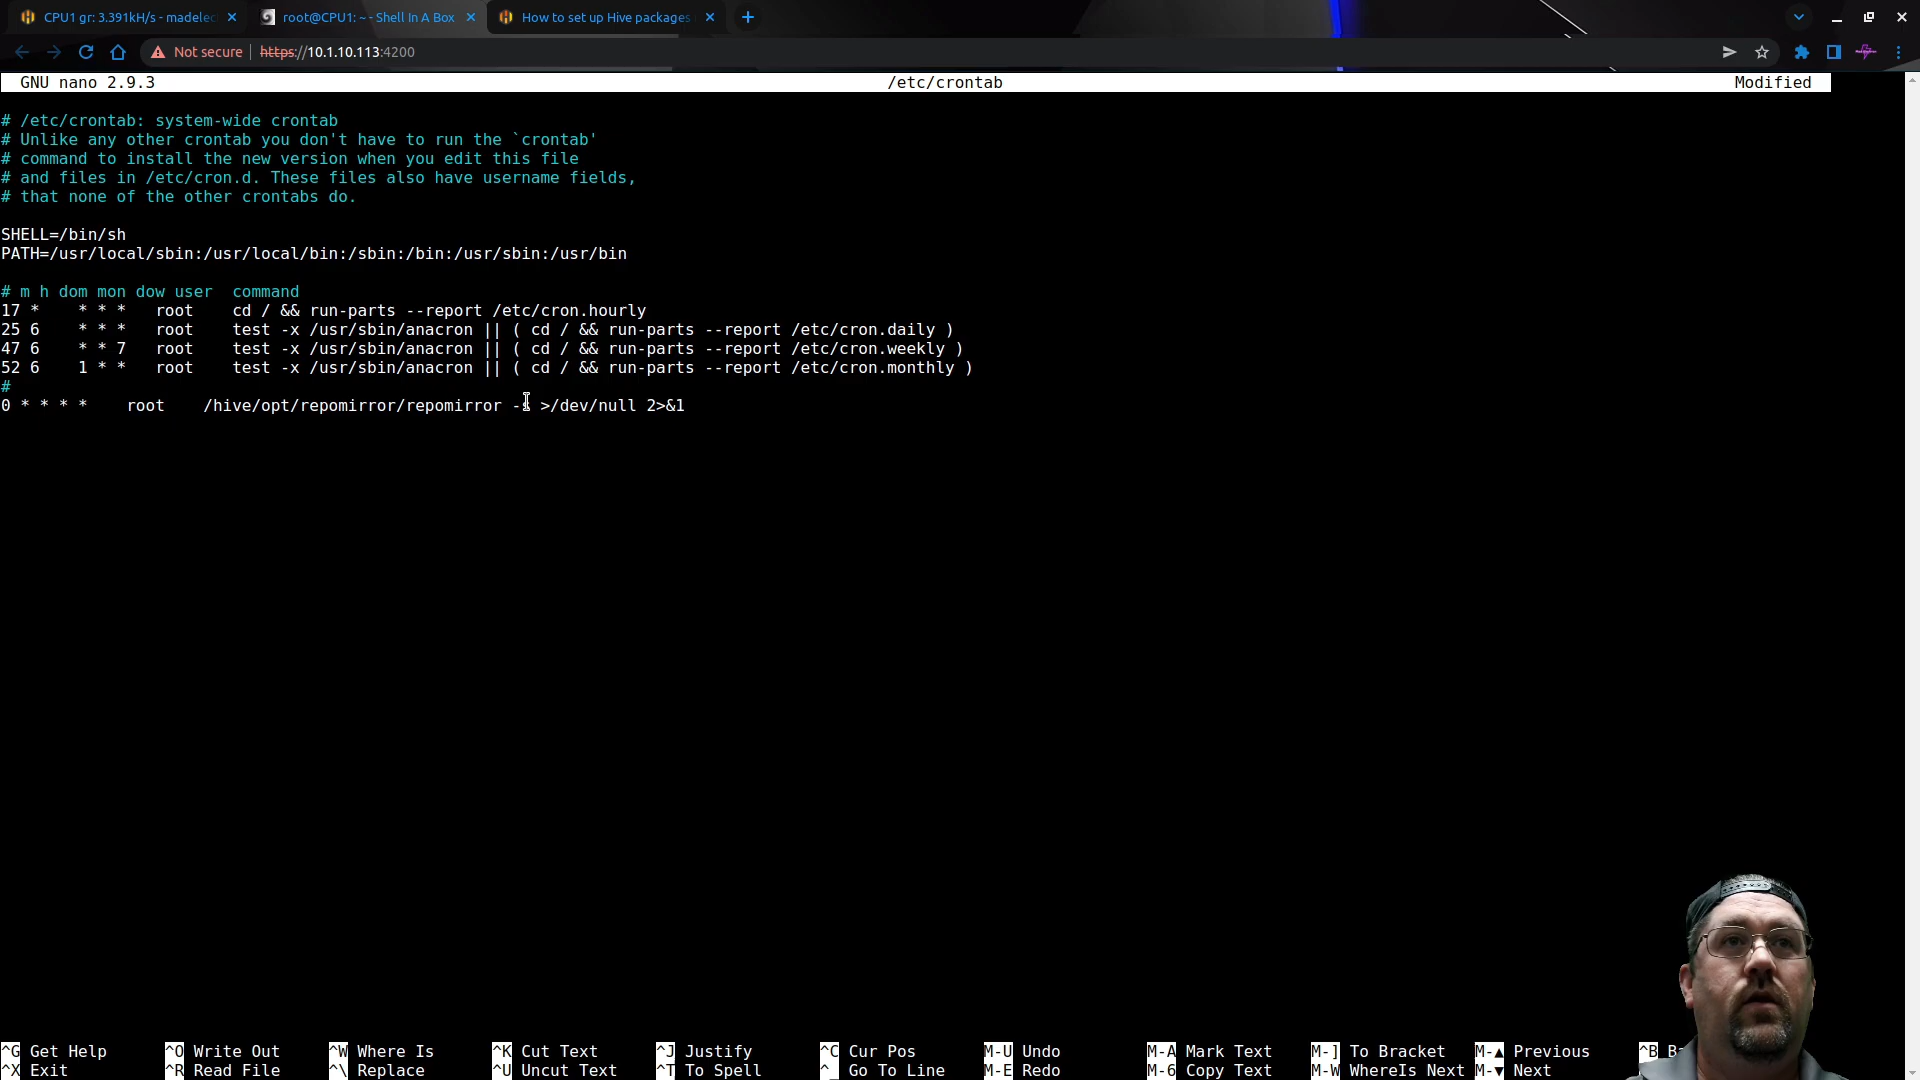 CPU1 gr: 3.391kH/s - madelec
root@CPU1: ~ - Shell In A Box
How to set up Hive packages
Not secure https://10.1.10.113:4200
GNU nano 2.9.3 /etc/crontab Modified
# /etc/crontab: system-wide crontab
# Unlike any other crontab you don't have to run the `crontab'
# command to install the new version when you edit this file
# and files in /etc/cron.d. These files also have username fields,
# that none of the other crontabs do.
SHELL=/bin/sh
PATH=/usr/local/sbin:/usr/local/bin:/sbin:/bin:/usr/sbin:/usr/bin
# m h dom mon dow user  command
17 *    * * *   root    cd / && run-parts --report /etc/cron.hourly
25 6    * * *   root    test -x /usr/sbin/anacron || ( cd / && run-parts --report /etc/cron.daily )
47 6    * * 7   root    test -x /usr/sbin/anacron || ( cd / && run-parts --report /etc/cron.weekly )
52 6    1 * *   root    test -x /usr/sbin/anacron || ( cd / && run-parts --report /etc/cron.monthly )
#
0 * * * *    root    /hive/opt/repomirror/repomirror -s >/dev/null 2>&1
^G Get Help ^O Write Out ^W Where Is ^K Cut Text ^J Justify ^C Cur Pos M-U Undo M-A Mark Text M-] To Bracket M-▲ Previous ^B
^X Exit ^R Read File ^\ Replace ^U Uncut Text ^T To Spell ^_ Go To Line M-E Redo M-6 Copy Text M-W WhereIs Next M-▼ Next